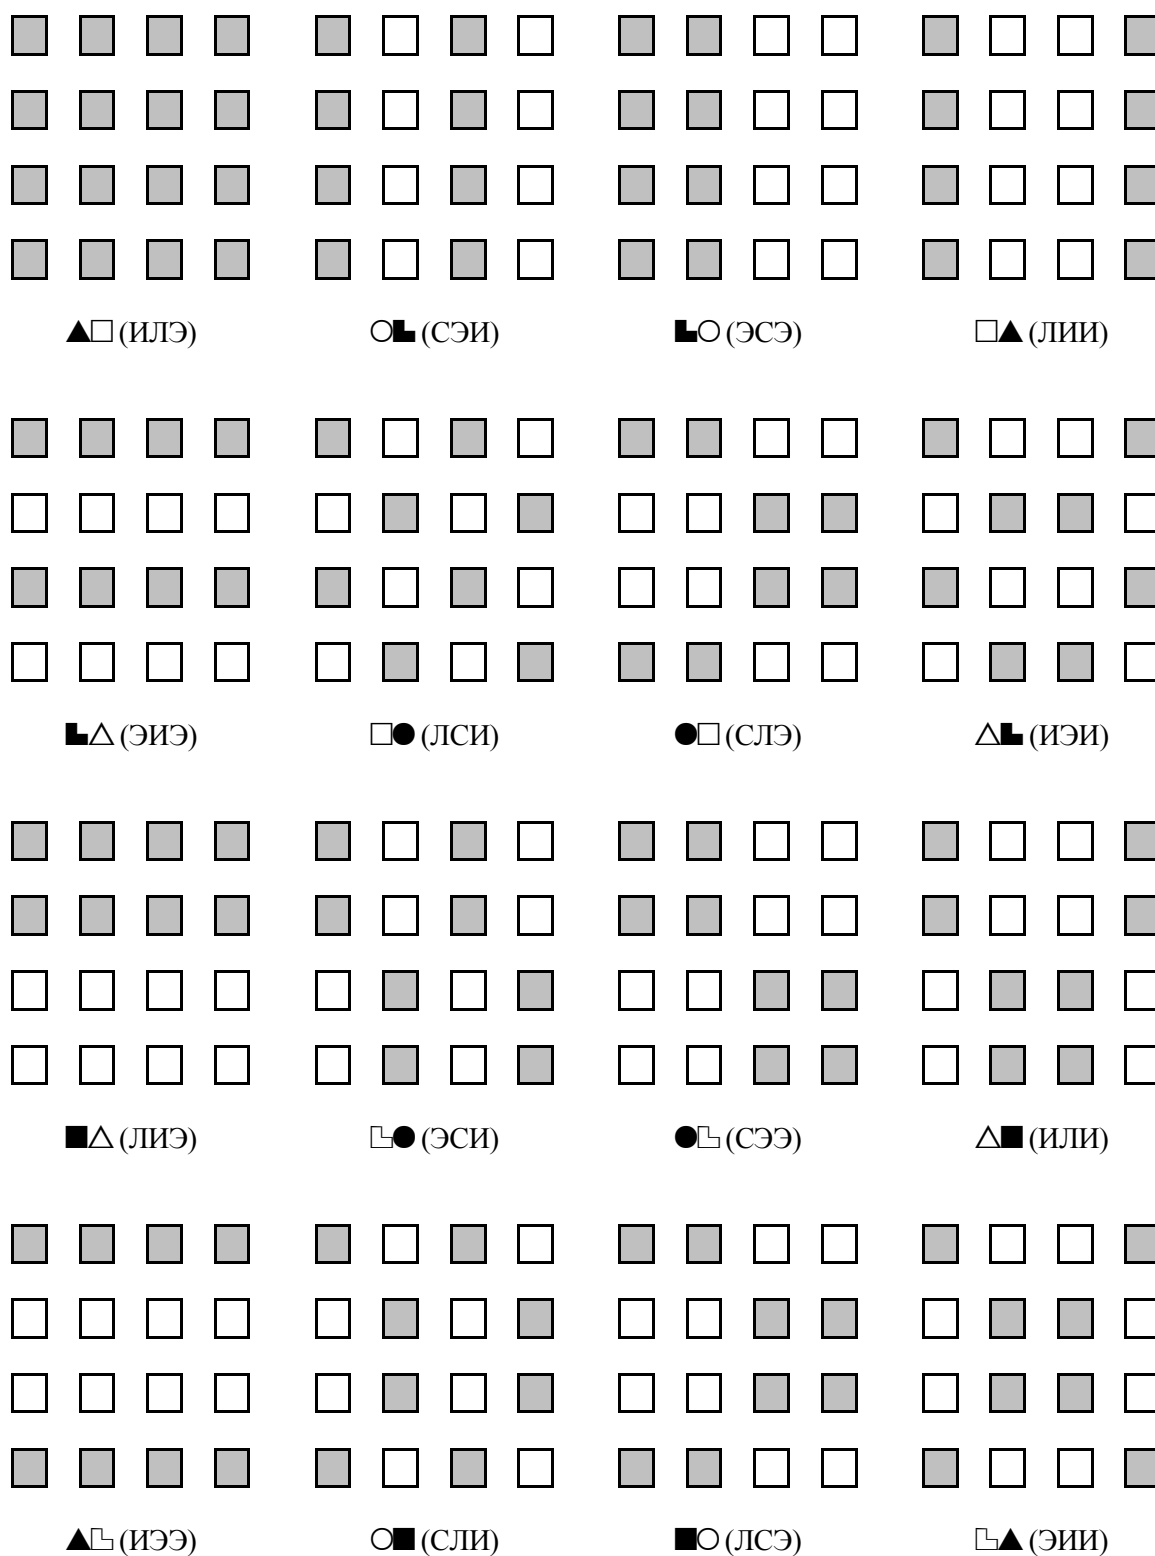 ▲□ (ИЛЭ) ○▙ (СЭИ) ▙○ (ЭСЭ) □▲ (ЛИИ)
▙△ (ЭИЭ) □● (ЛСИ) ●□ (СЛЭ) △▙ (ИЭИ)
■△ (ЛИЭ) L● (ЭСИ) ●L (СЭЭ) △■ (ИЛИ)
▲L (ИЭЭ) ○■ (СЛИ) ■○ (ЛСЭ) L▲ (ЭИИ)